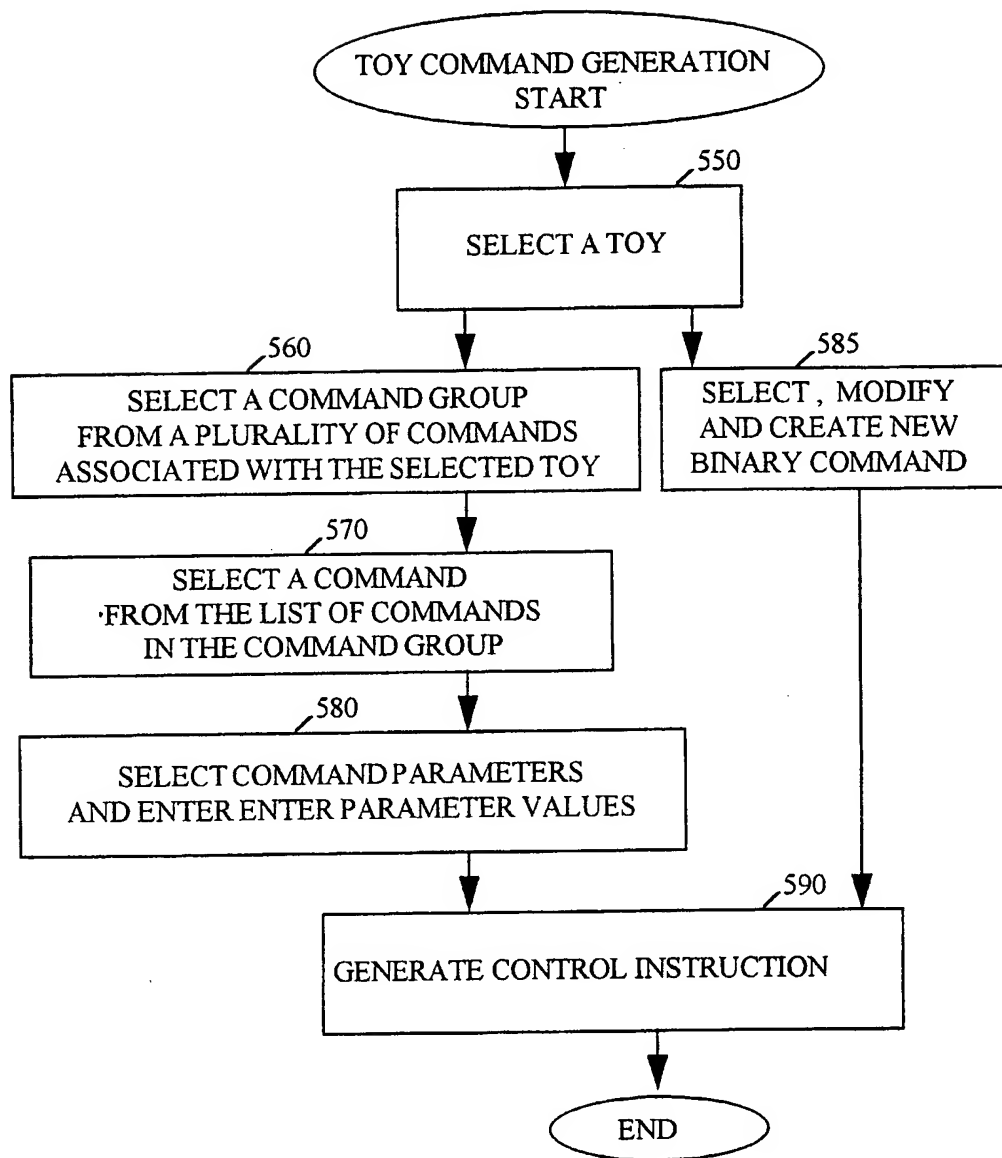 TOY COMMAND GENERATION
START
550
SELECT A TOY
560
SELECT A COMMAND GROUP
FROM A PLURALITY OF COMMANDS
ASSOCIATED WITH THE SELECTED TOY
585
SELECT , MODIFY
AND CREATE NEW
BINARY COMMAND
570
SELECT A COMMAND
FROM THE LIST OF COMMANDS
IN THE COMMAND GROUP
580
SELECT COMMAND PARAMETERS
AND ENTER ENTER PARAMETER VALUES
590
GENERATE CONTROL INSTRUCTION
END